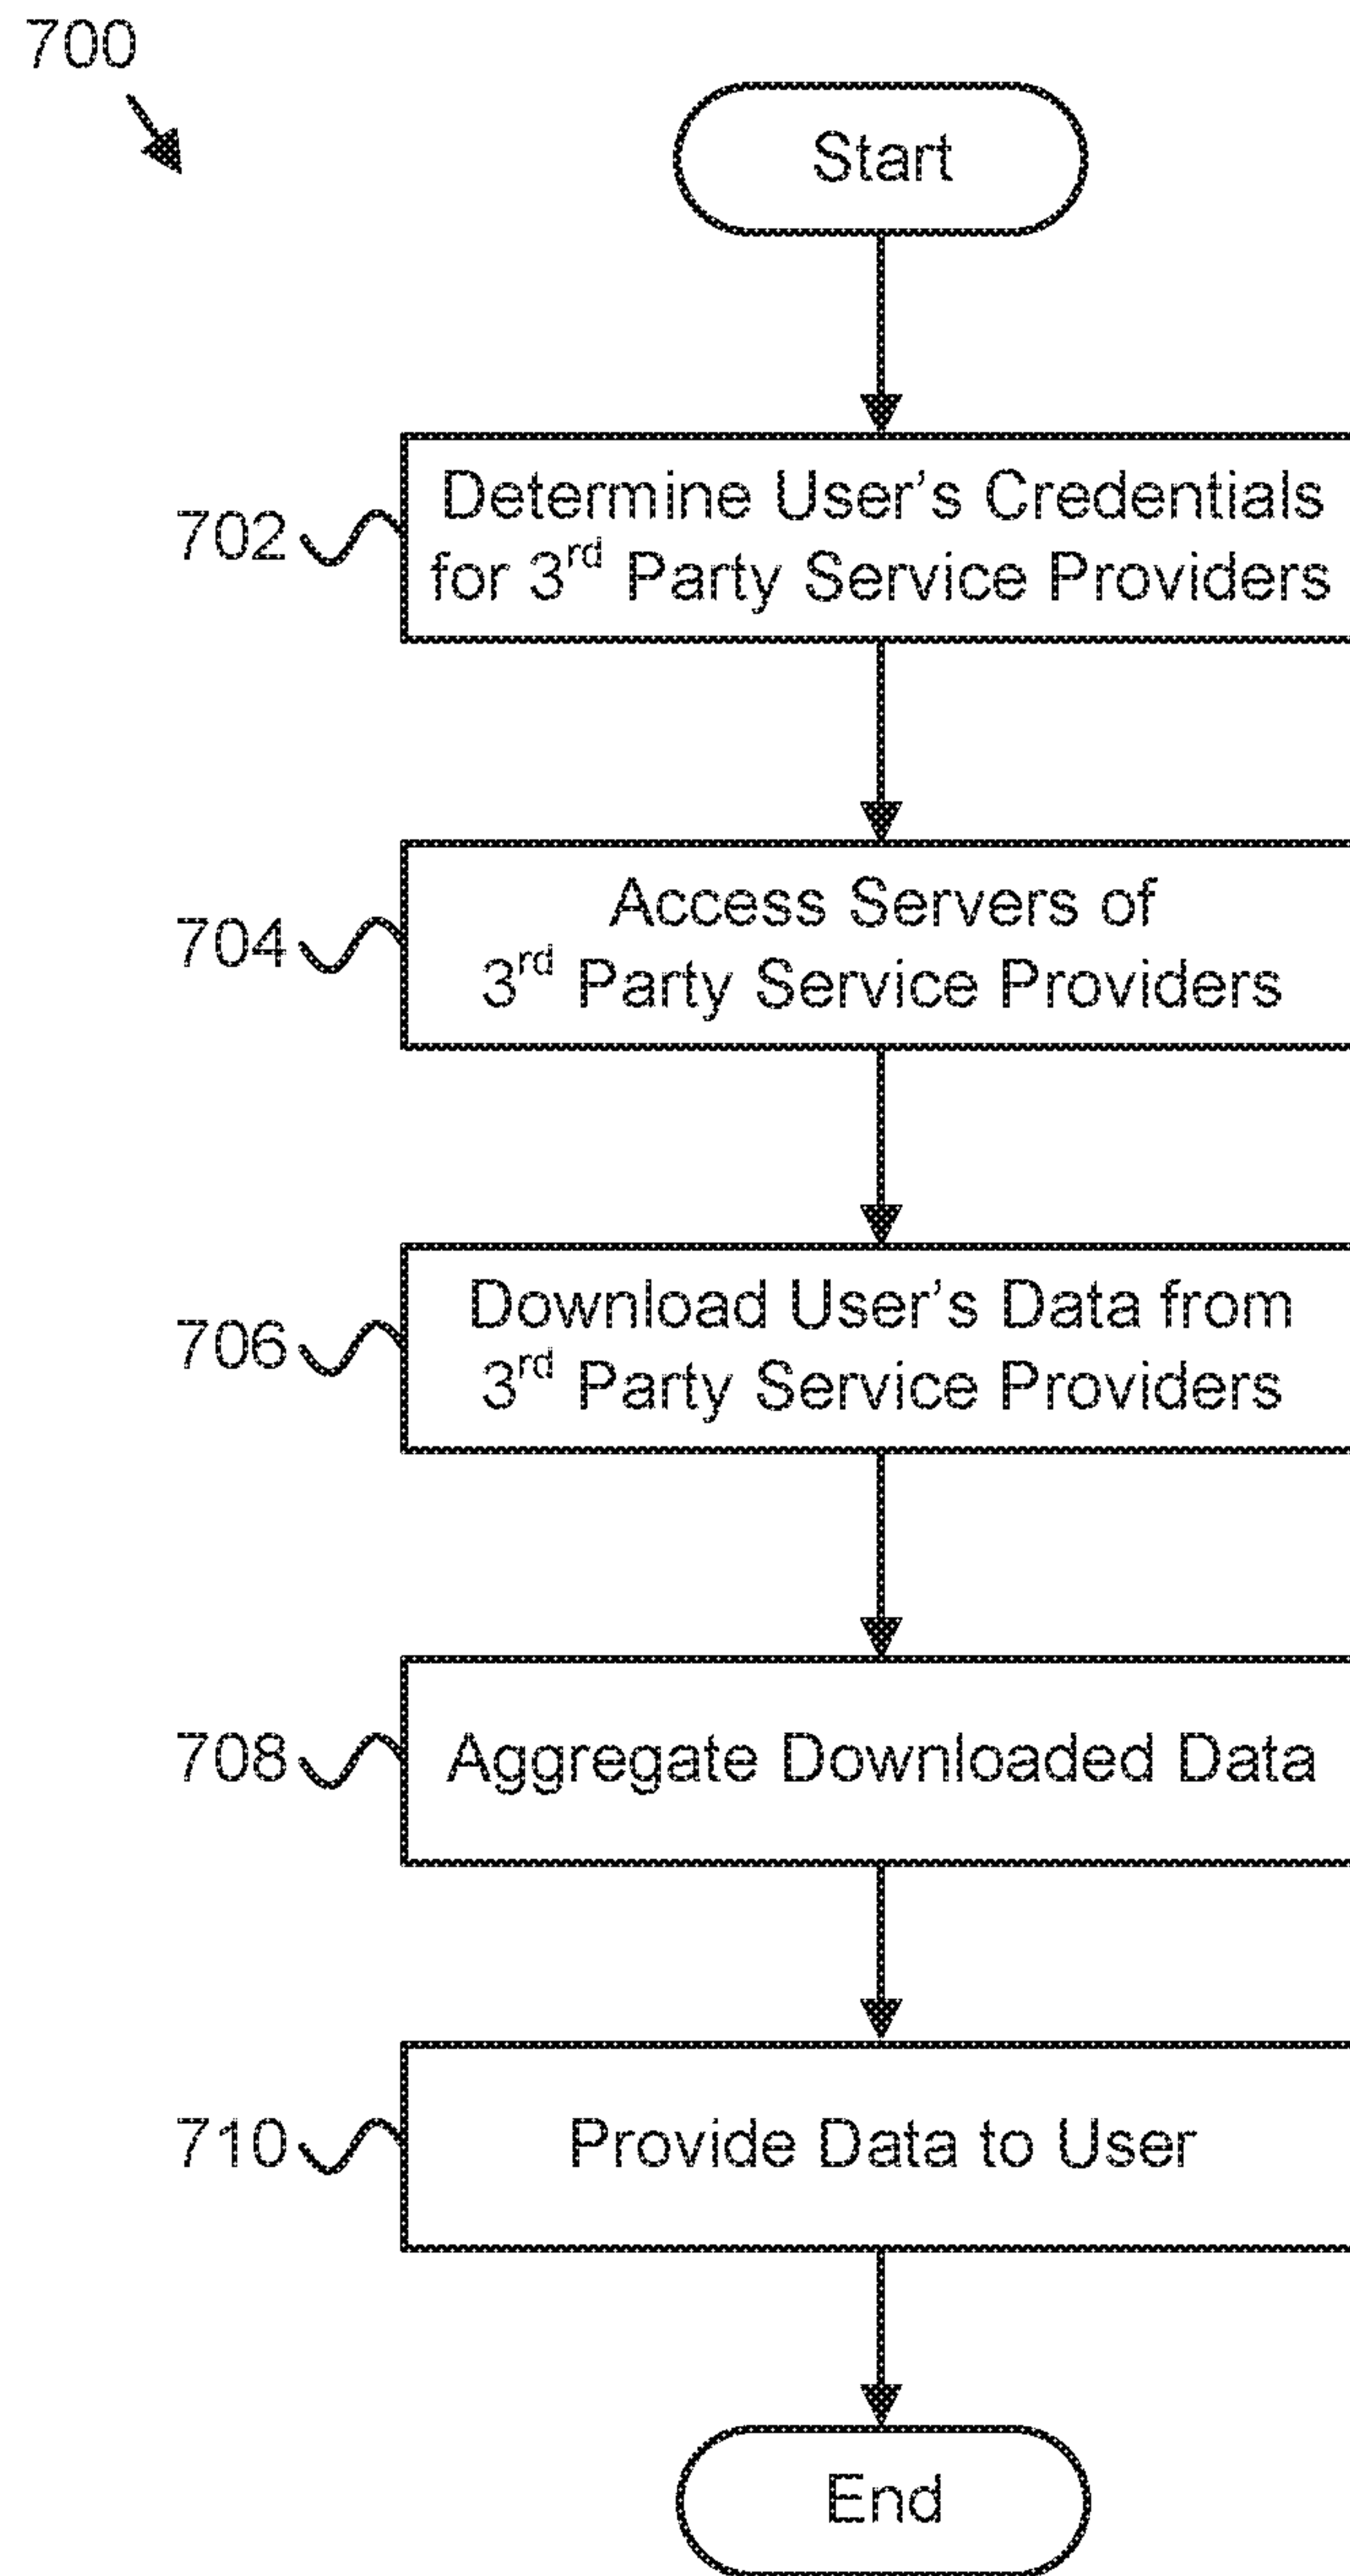 700
Start
702
Determine User's Credentials
for 3rd Party Service Providers
704
Access Servers of
3rd Party Service Providers
706
Download User's Data from
3rd Party Service Providers
708
Aggregate Downloaded Data
710
Provide Data to User
End